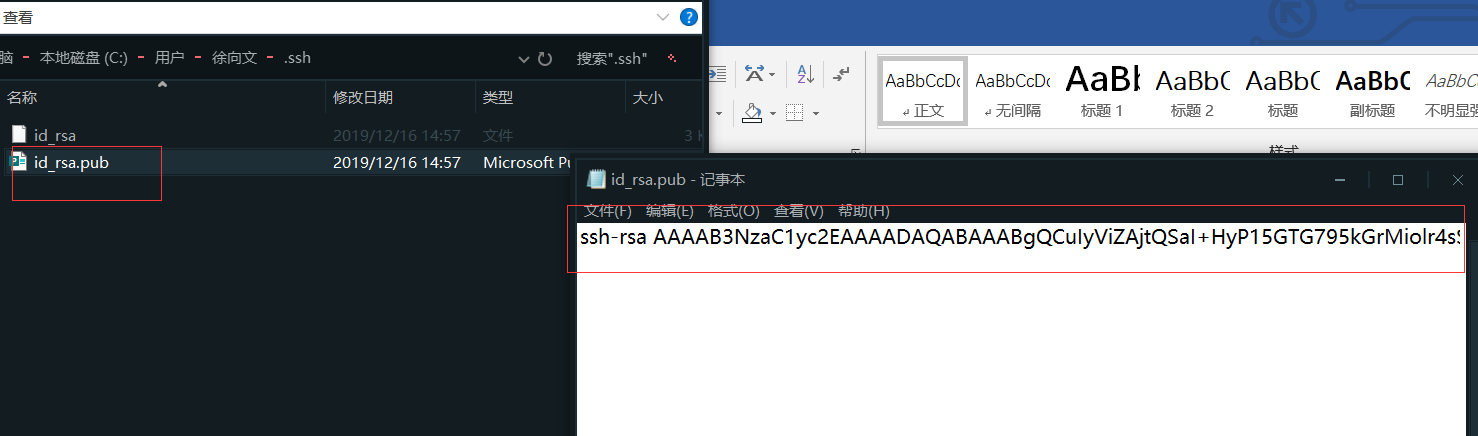 查看
脑 本地磁盘 (C:) 用户 徐向文 .ssh 搜索".ssh"
名称 修改日期 类型 大小
id_rsa 2019/12/16 14:57 文件 3 K
id_rsa.pub 2019/12/16 14:57 Microsoft Pu
AaBbCcDc AaBbCcDc AaBb AaBbC AaBbC AaBbC AaBbCcD
正文 无间隔 标题 1 标题 2 标题 副标题 不明显强
样式
id_rsa.pub - 记事本
文件(F) 编辑(E) 格式(O) 查看(V) 帮助(H)
ssh-rsa AAAAB3NzaC1yc2EAAAADAQABAAABgQCuIyViZAjtQSaI+HyP15GTG795kGrMiolr4sS